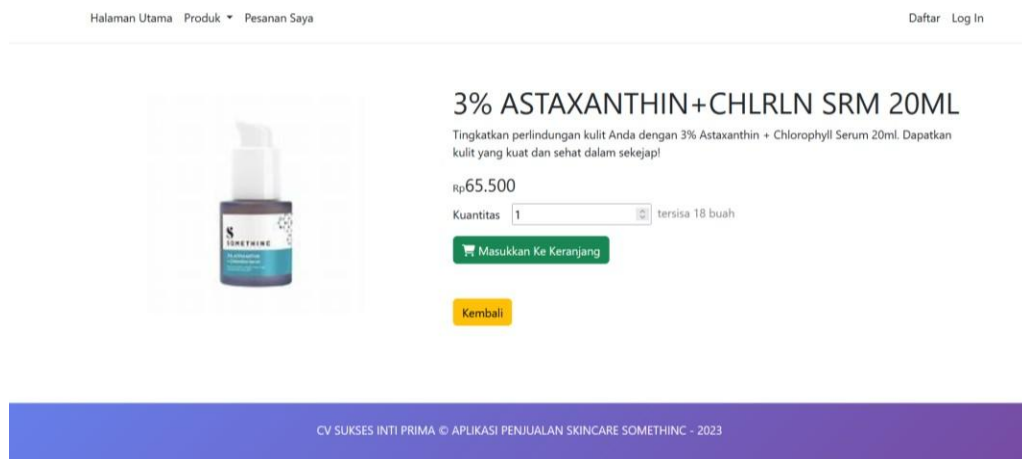 Halaman Utama Produk Pesanan Saya Daftar Log In
3% ASTAXANTHIN+CHLRLN SRM 20ML
Tingkatkan perlindungan kulit Anda dengan 3% Astaxanthin + Chlorophyll Serum 20ml. Dapatkan
kulit yang kuat dan sehat dalam sekejap!
Rp65.500
Kuantitas 1 tersisa 18 buah
Masukkan Ke Keranjang
Kembali
S
SOMETHINC
CV SUKSES INTI PRIMA © APLIKASI PENJUALAN SKINCARE SOMETHINC - 2023